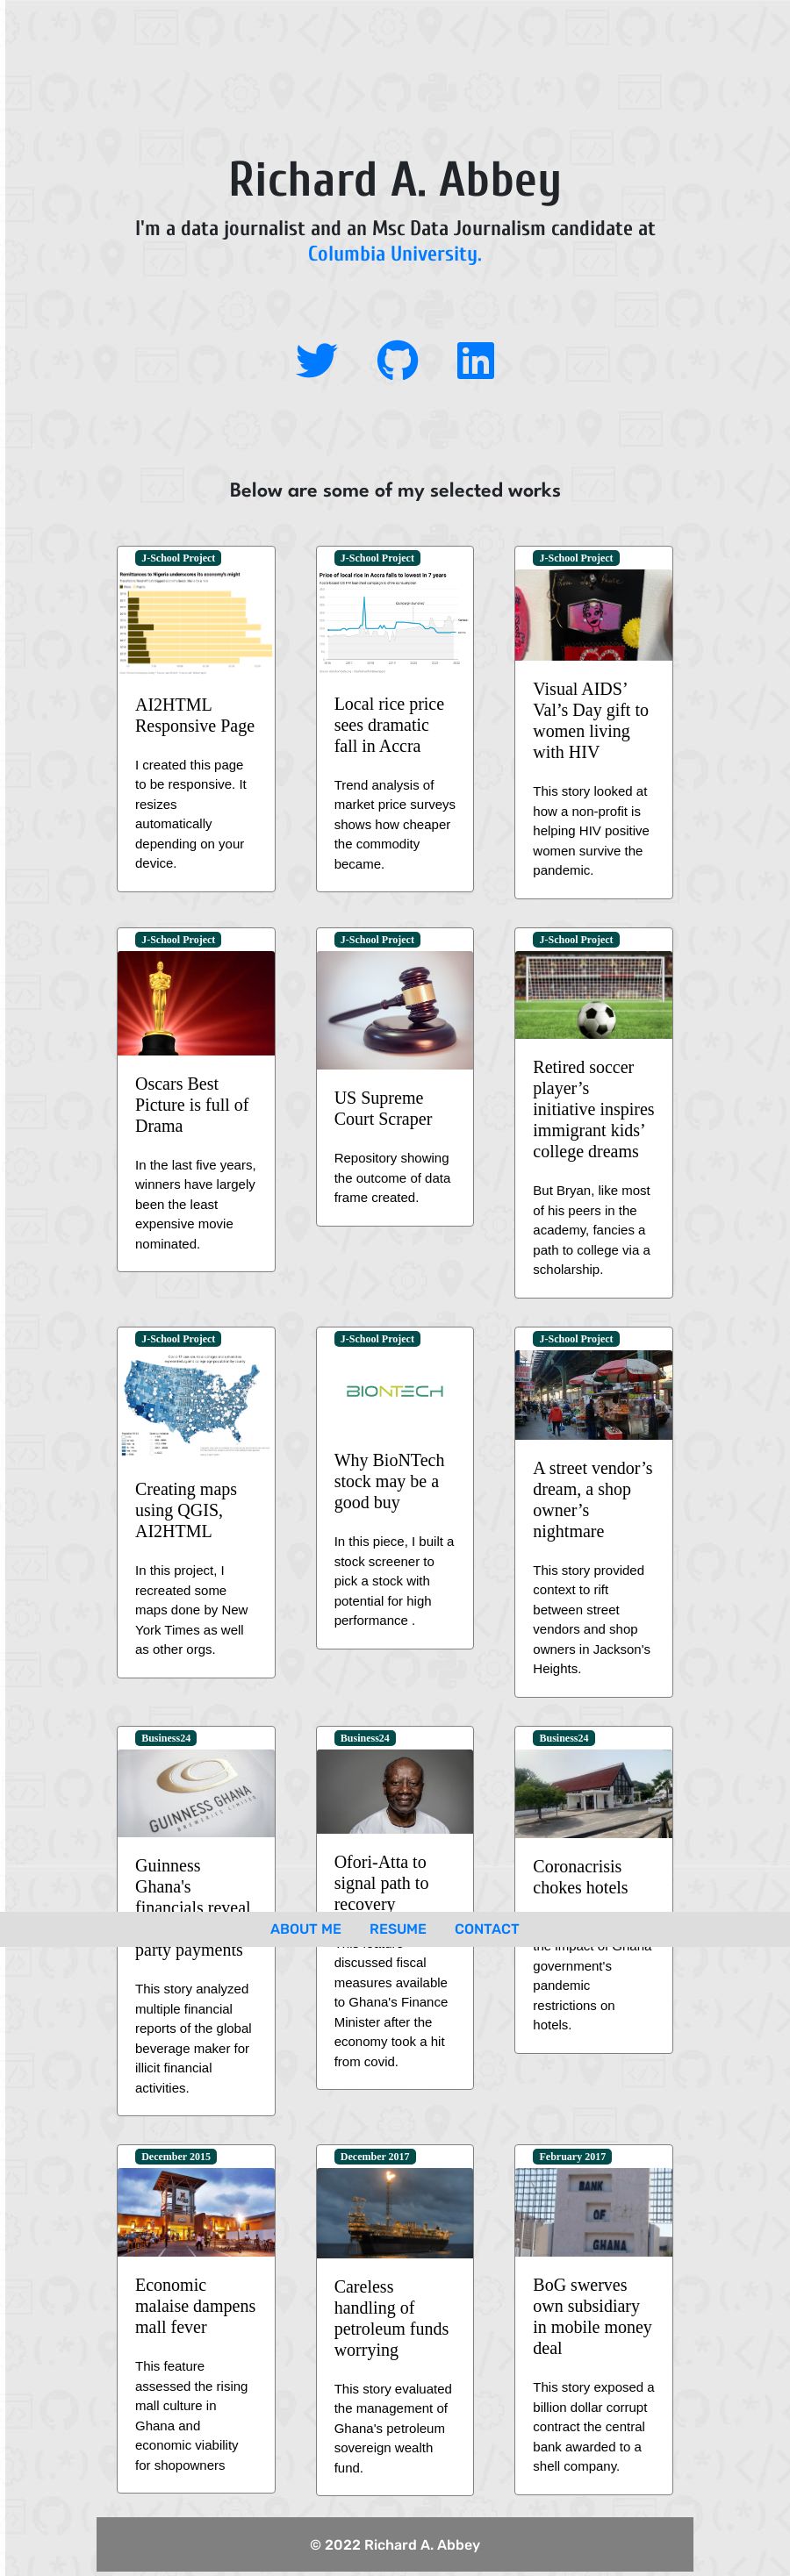 Richard A. Abbey
I'm a data journalist and an Msc Data Journalism candidate at
Columbia University.
Below are some of my selected works
J-School Project
Remittances to Nigeria underscores its economy's might
AI2HTML
Responsive Page
I created this page
to be responsive. It
resizes
automatically
depending on your
device.
J-School Project
Price of local rice in Accra falls to lowest in 7 years
Local rice price
sees dramatic
fall in Accra
Trend analysis of
market price surveys
shows how cheaper
the commodity
became.
J-School Project
Visual AIDS’
Val’s Day gift to
women living
with HIV
This story looked at
how a non-profit is
helping HIV positive
women survive the
pandemic.
J-School Project
Oscars Best
Picture is full of
Drama
In the last five years,
winners have largely
been the least
expensive movie
nominated.
J-School Project
US Supreme
Court Scraper
Repository showing
the outcome of data
frame created.
J-School Project
Retired soccer
player’s
initiative inspires
immigrant kids’
college dreams
But Bryan, like most
of his peers in the
academy, fancies a
path to college via a
scholarship.
J-School Project
Creating maps
using QGIS,
AI2HTML
In this project, I
recreated some
maps done by New
York Times as well
as other orgs.
J-School Project
BIONTECH
Why BioNTech
stock may be a
good buy
In this piece, I built a
stock screener to
pick a stock with
potential for high
performance .
J-School Project
A street vendor’s
dream, a shop
owner’s
nightmare
This story provided
context to rift
between street
vendors and shop
owners in Jackson's
Heights.
Business24
GUINNESS GHANA
BREWERIES LIMITED
Guinness
Ghana's
financials reveal
party payments
This story analyzed
multiple financial
reports of the global
beverage maker for
illicit financial
activities.
Business24
Ofori-Atta to
signal path to
recovery
This feature
discussed fiscal
measures available
to Ghana's Finance
Minister after the
economy took a hit
from covid.
Business24
Coronacrisis
chokes hotels
the impact of Ghana
government's
pandemic
restrictions on
hotels.
ABOUT ME RESUME CONTACT
December 2015
Economic
malaise dampens
mall fever
This feature
assessed the rising
mall culture in
Ghana and
economic viability
for shopowners
December 2017
Careless
handling of
petroleum funds
worrying
This story evaluated
the management of
Ghana's petroleum
sovereign wealth
fund.
February 2017
BANK
OF
GHANA
BoG swerves
own subsidiary
in mobile money
deal
This story exposed a
billion dollar corrupt
contract the central
bank awarded to a
shell company.
© 2022 Richard A. Abbey